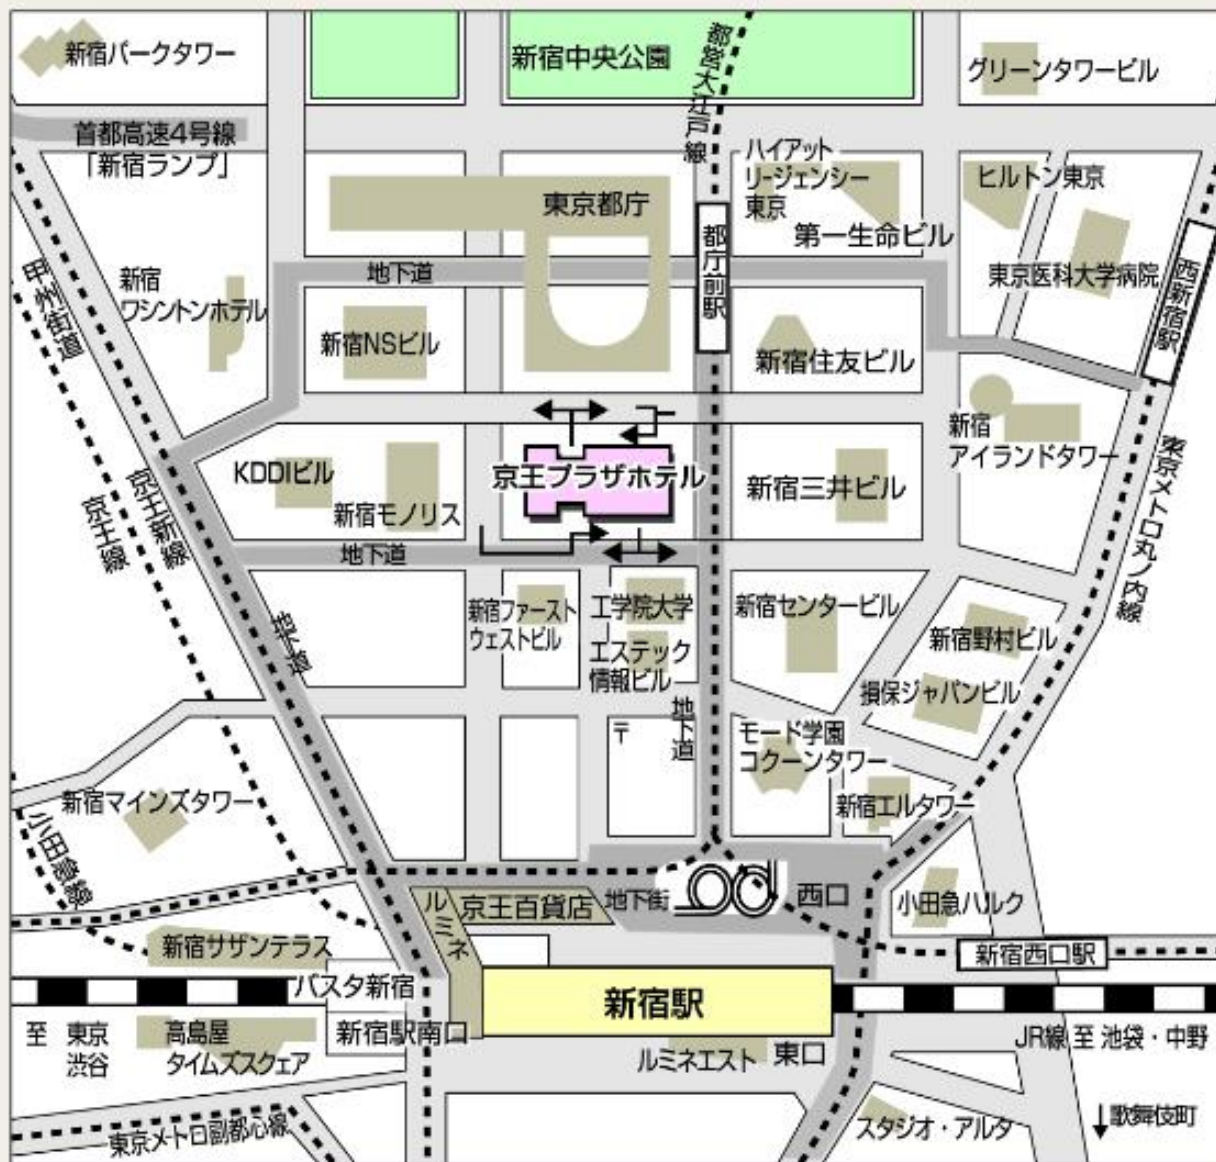 新宿パークタワー
新宿中央公園
都営大江戸線
グリーンタワービル
首都高速4号線
「新宿ランプ」
ハイアット
リージェンシー
東京
ヒルトン東京
東京都庁
第一生命ビル
都庁前駅
東京医科大学病院
西新宿駅
甲州街道
新宿
ワシントンホテル
地下道
新宿NSビル
新宿住友ビル
新宿
アイランドタワー
東京メトロ丸ノ内線
KDDIビル
新宿モノリス
京王プラザホテル
新宿三井ビル
京王新線
京王線
地下道
歩道
新宿ファースト
ウェストビル
工学院大学
エステック
情報ビル
新宿センタービル
新宿野村ビル
損保ジャパンビル
地下道
〒
モード学園
コクーンタワー
新宿エルタワー
新宿マインズタワー
小田急線
ルミネ
京王百貨店
地下街
西口
小田急ハルク
新宿サザンテラス
新宿西口駅
バスタ新宿
新宿駅
新宿駅南口
至 東京
渋谷
高島屋
タイムズスクェア
ルミネエスト
東口
JR線 至 池袋・中野
東京メトロ副都心線
スタジオ・アルタ
↓歌舞伎町